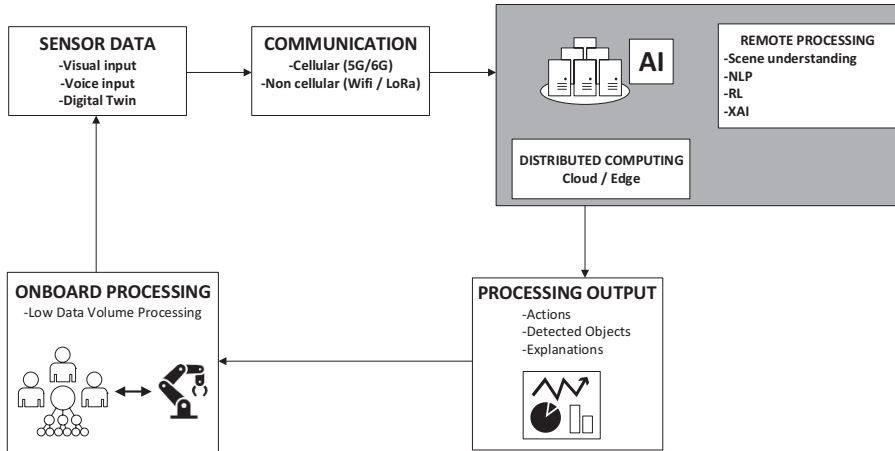 SENSOR DATA
-Visual input
-Voice input
-Digital Twin
COMMUNICATION
-Cellular (5G/6G)
-Non cellular (Wifi / LoRa)
AI
REMOTE PROCESSING
-Scene understanding
-NLP
-RL
-XAI
DISTRIBUTED COMPUTING
Cloud / Edge
ONBOARD PROCESSING
-Low Data Volume Processing
PROCESSING OUTPUT
-Actions
-Detected Objects
-Explanations